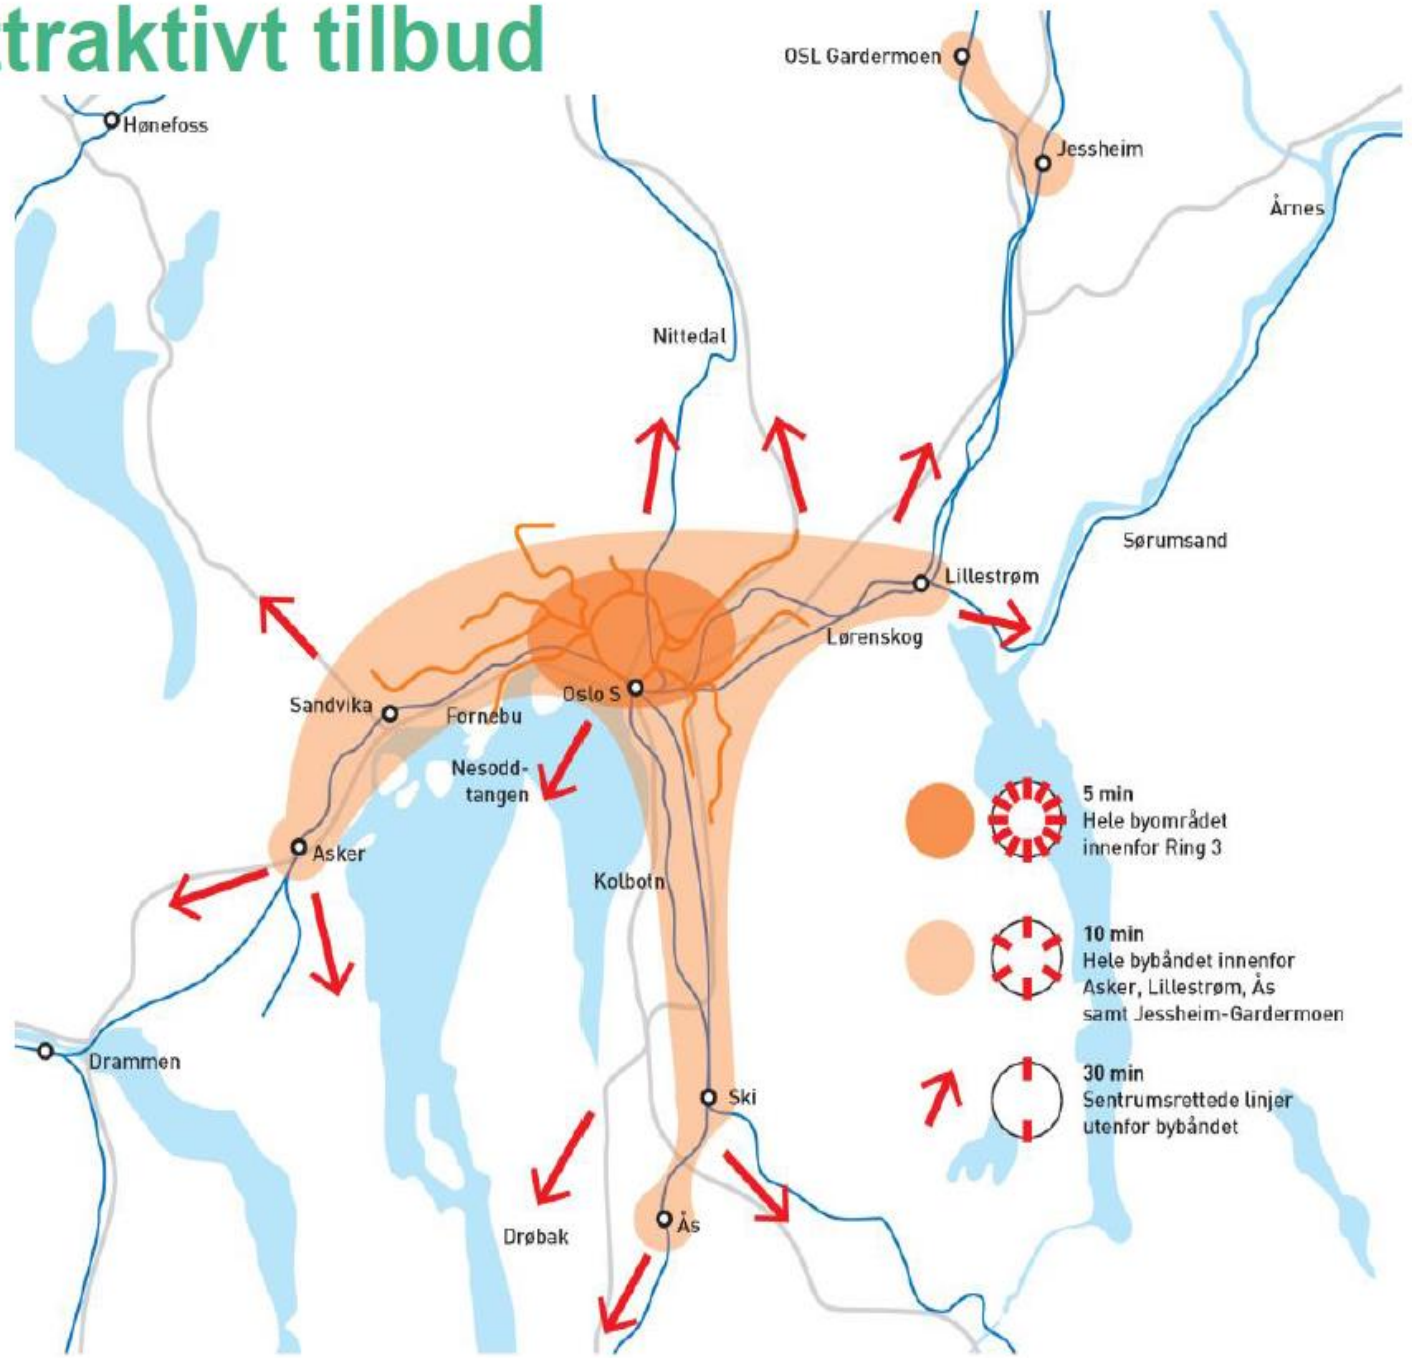 ttraktivt tilbud
OSL Gardermoen
Hønefoss
Jessheim
Årnes
Nittedal
Sørumsand
Lillestrøm
Lørenskog
Sandvika
Oslo S
Fornebu
Nesodd-
tangen
5 min
Hele byområdet
innenfor Ring 3
Asker
Kolbotn
10 min
Hele bybåndet innenfor
Asker, Lillestrøm, Ås
samt Jessheim-Gardermoen
Drammen
30 min
Sentrumsrettede linjer
utenfor bybåndet
Ski
Ås
Drøbak